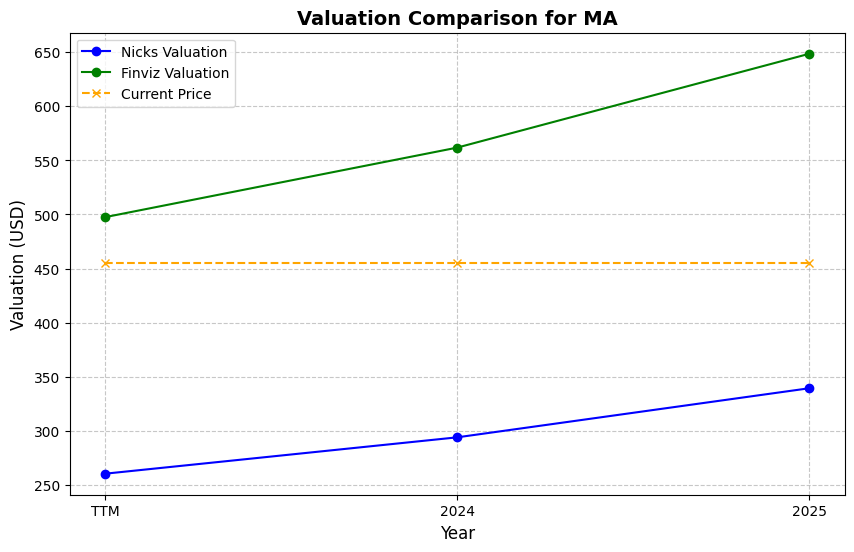 Valuation Comparison for MA
Nicks Valuation
Finviz Valuation
Current Price
Valuation (USD)
650
600
550
500
450
400
350
300
250
TTM
2024
2025
Year